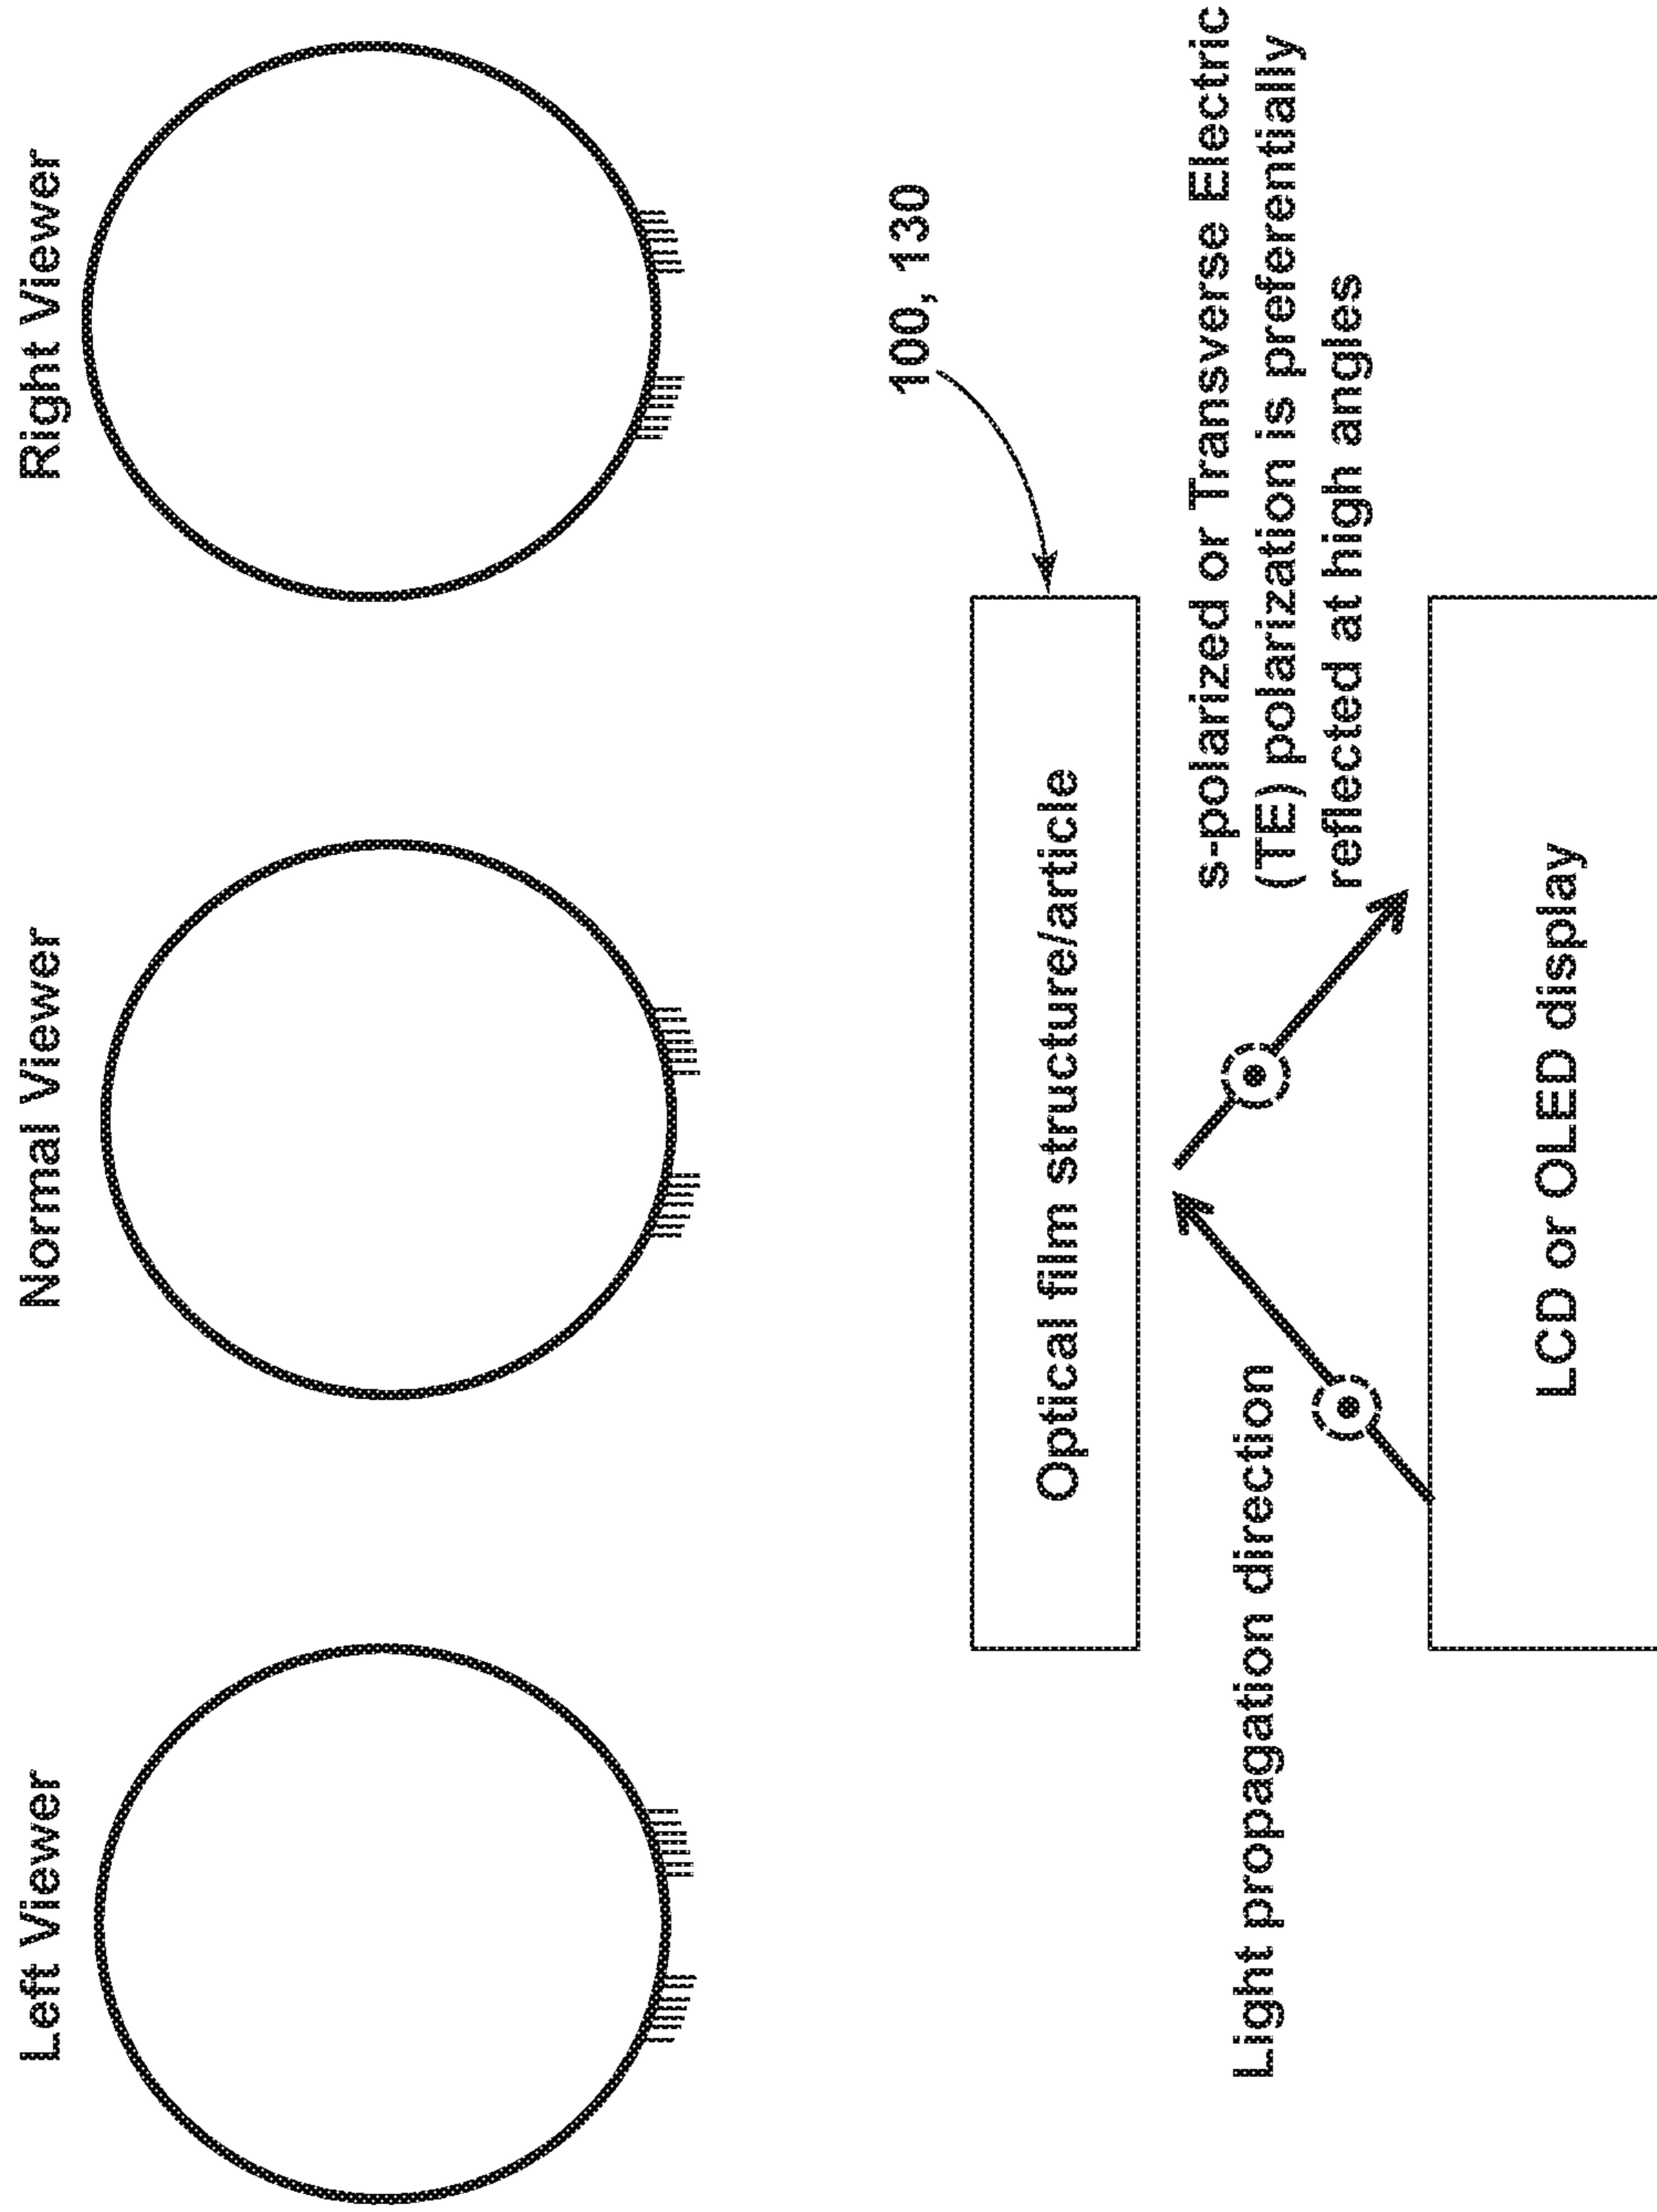 Left Viewer
Normal Viewer
Right Viewer
100, 130
Optical film structure/article
Light propagation direction
s-polarized or Transverse Electric
(TE) polarization is preferentially
reflected at high angles
LCD or OLED display